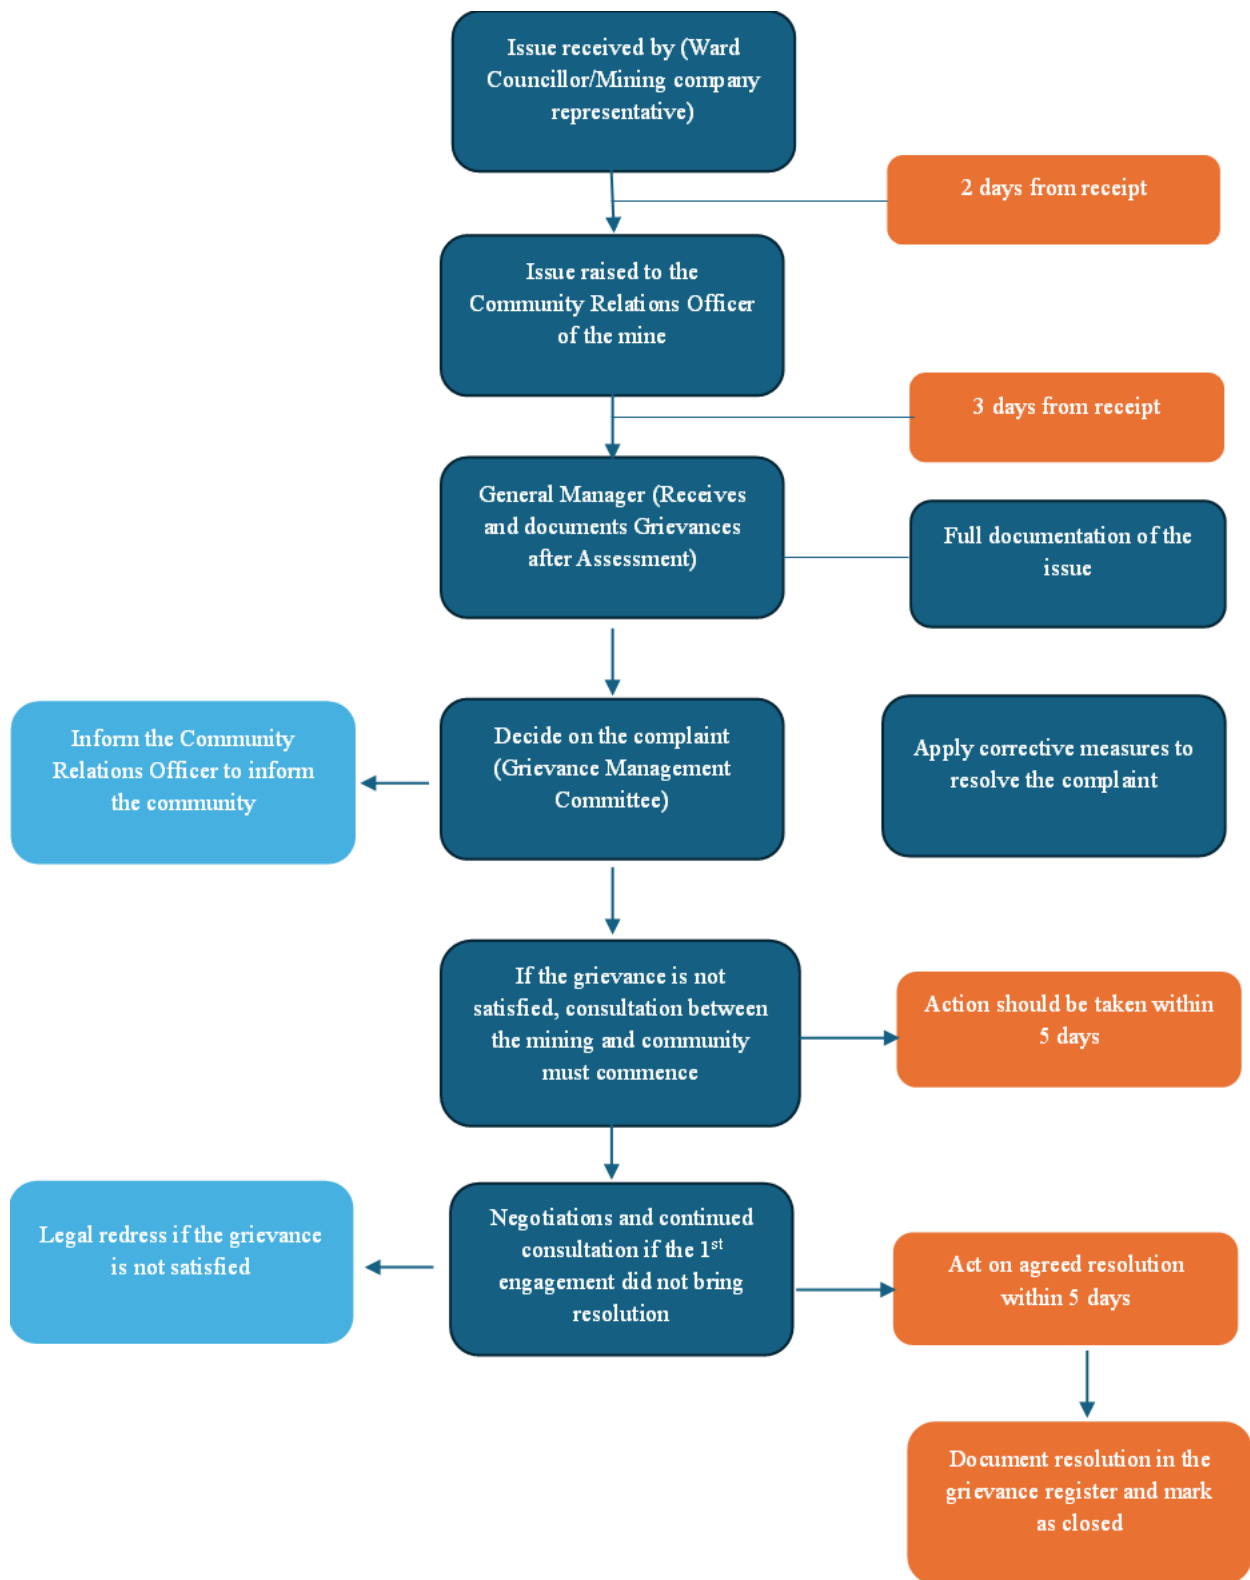 Issue received by (Ward
Councillor/Mining company
representative)
2 days from receipt
Issue raised to the
Community Relations Officer
of the mine
3 days from receipt
General Manager (Receives
and documents Grievances
after Assessment)
Full documentation of the
issue
Inform the Community
Relations Officer to inform
the community
Decide on the complaint
(Grievance Management
Committee)
Apply corrective measures to
resolve the complaint
If the grievance is not
satisfied, consultation between
the mining and community
must commence
Action should be taken within
5 days
Legal redress if the grievance
is not satisfied
Negotiations and continued
consultation if the 1st
engagement did not bring
resolution
Act on agreed resolution
within 5 days
Document resolution in the
grievance register and mark
as closed